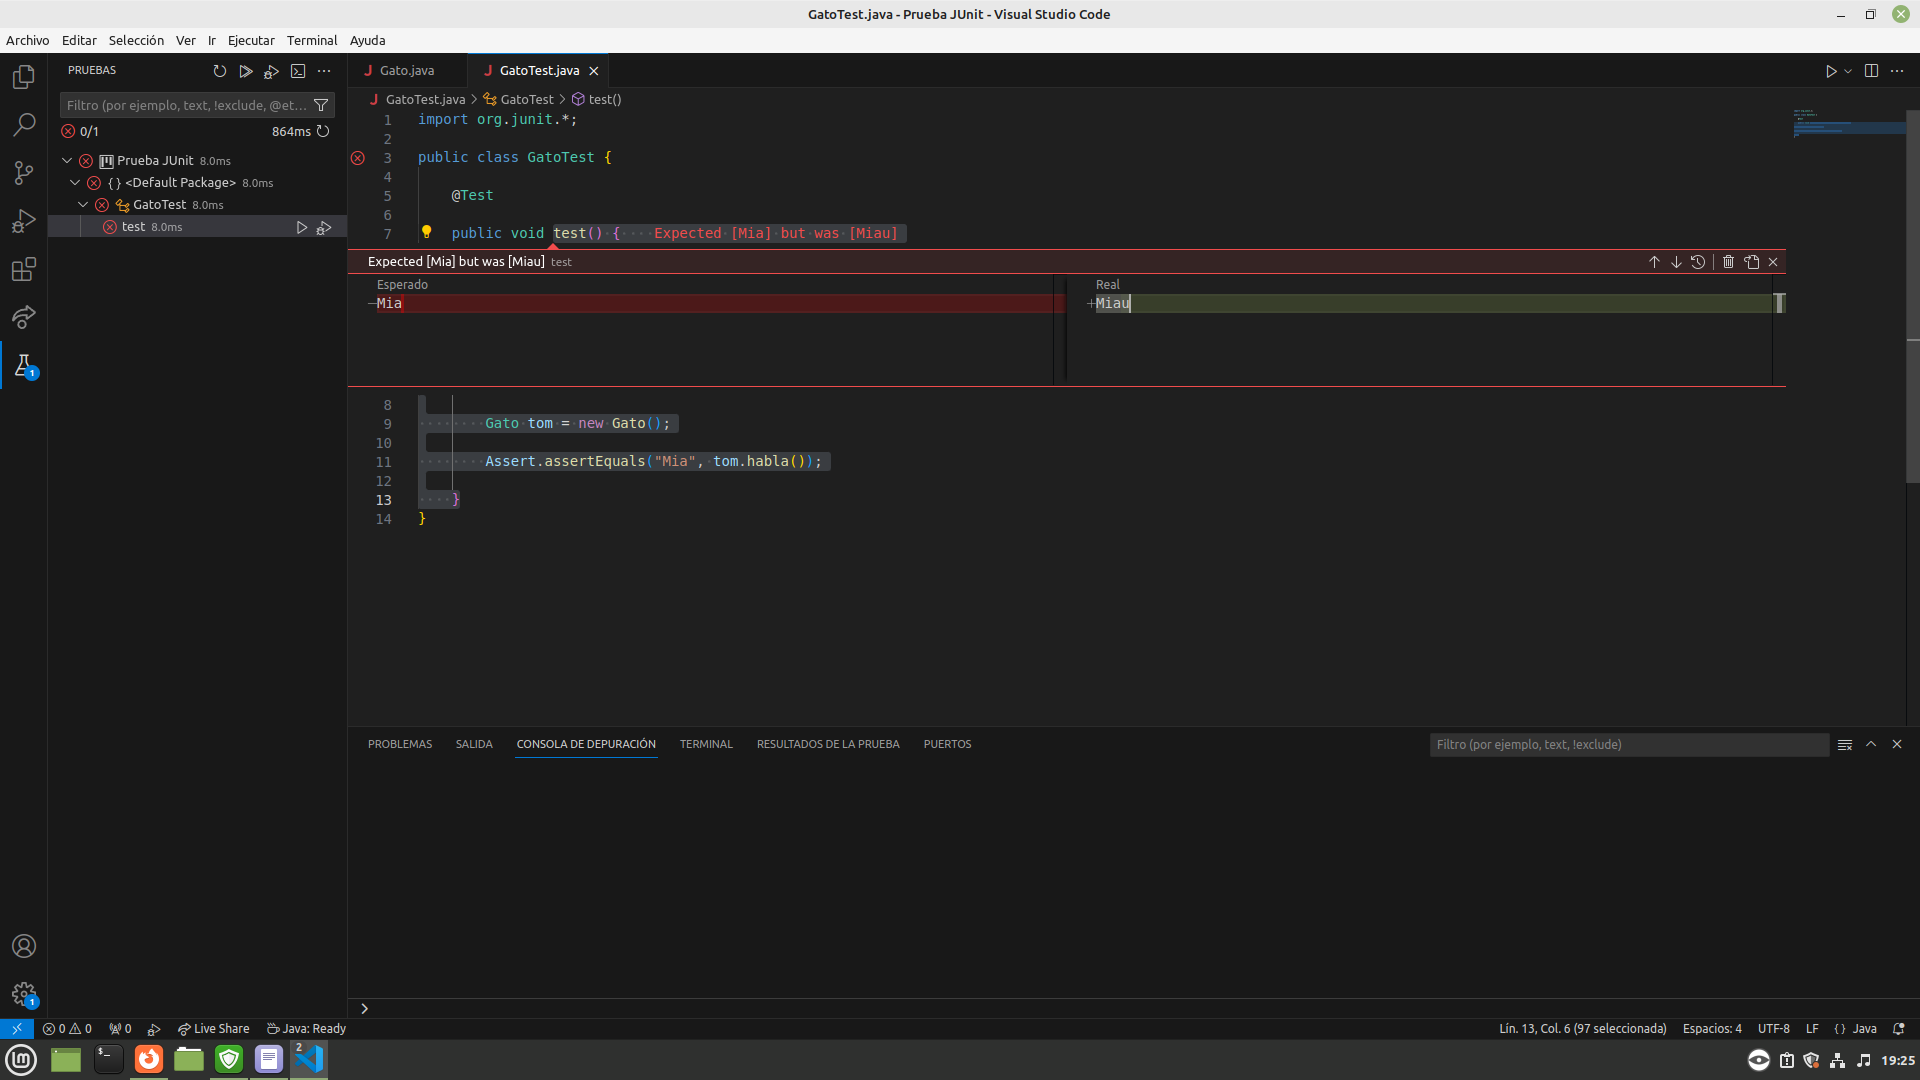 GatoTest.java - Prueba JUnit - Visual Studio Code
Archivo Editar Selección Ver Ir Ejecutar Terminal Ayuda
PRUEBAS
Filtro (por ejemplo, text, !exclude, @et...
0/1 864ms
Prueba JUnit 8.0ms
{ } <Default Package> 8.0ms
GatoTest 8.0ms
test 8.0ms
J Gato.java J GatoTest.java
J GatoTest.java > GatoTest > test()
1 import org.junit.*;
2
3 public class GatoTest {
4
5 @Test
6
7 public void test() { ···· Expected [Mia] but was [Miau]
Expected [Mia] but was [Miau] test
Esperado
−Mia
Real
+Miau
8
9 Gato tom = new Gato();
10
11 Assert.assertEquals("Mia", tom.habla());
12
13 }
14 }
PROBLEMAS SALIDA CONSOLA DE DEPURACIÓN TERMINAL RESULTADOS DE LA PRUEBA PUERTOS
Filtro (por ejemplo, text, !exclude)
>
1
1
0 0 0 Live Share Java: Ready
Lín. 13, Col. 6 (97 seleccionada) Espacios: 4 UTF-8 LF { } Java
2
19:25